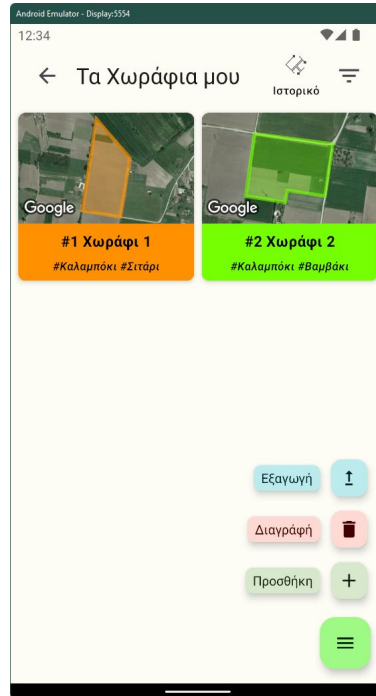 Android Emulator - Display:5554
12:34
Τα Χωράφια μου
Ιστορικό
Google
Google
#1 Χωράφι 1
#2 Χωράφι 2
#Καλαμπόκι #Σιτάρι
#Καλαμπόκι #Βαμβάκι
Εξαγωγή
Διαγραφή
Προσθήκη